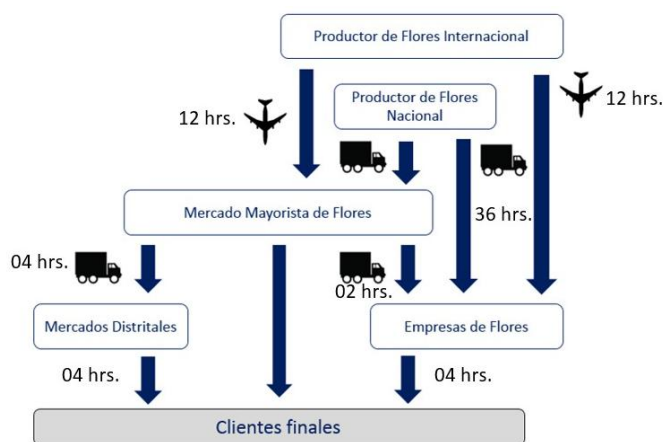 Productor de Flores Internacional
12 hrs.
Productor de Flores
Nacional
12 hrs.
Mercado Mayorista de Flores
36 hrs.
04 hrs.
02 hrs.
Mercados Distritales
Empresas de Flores
04 hrs.
04 hrs.
Clientes finales